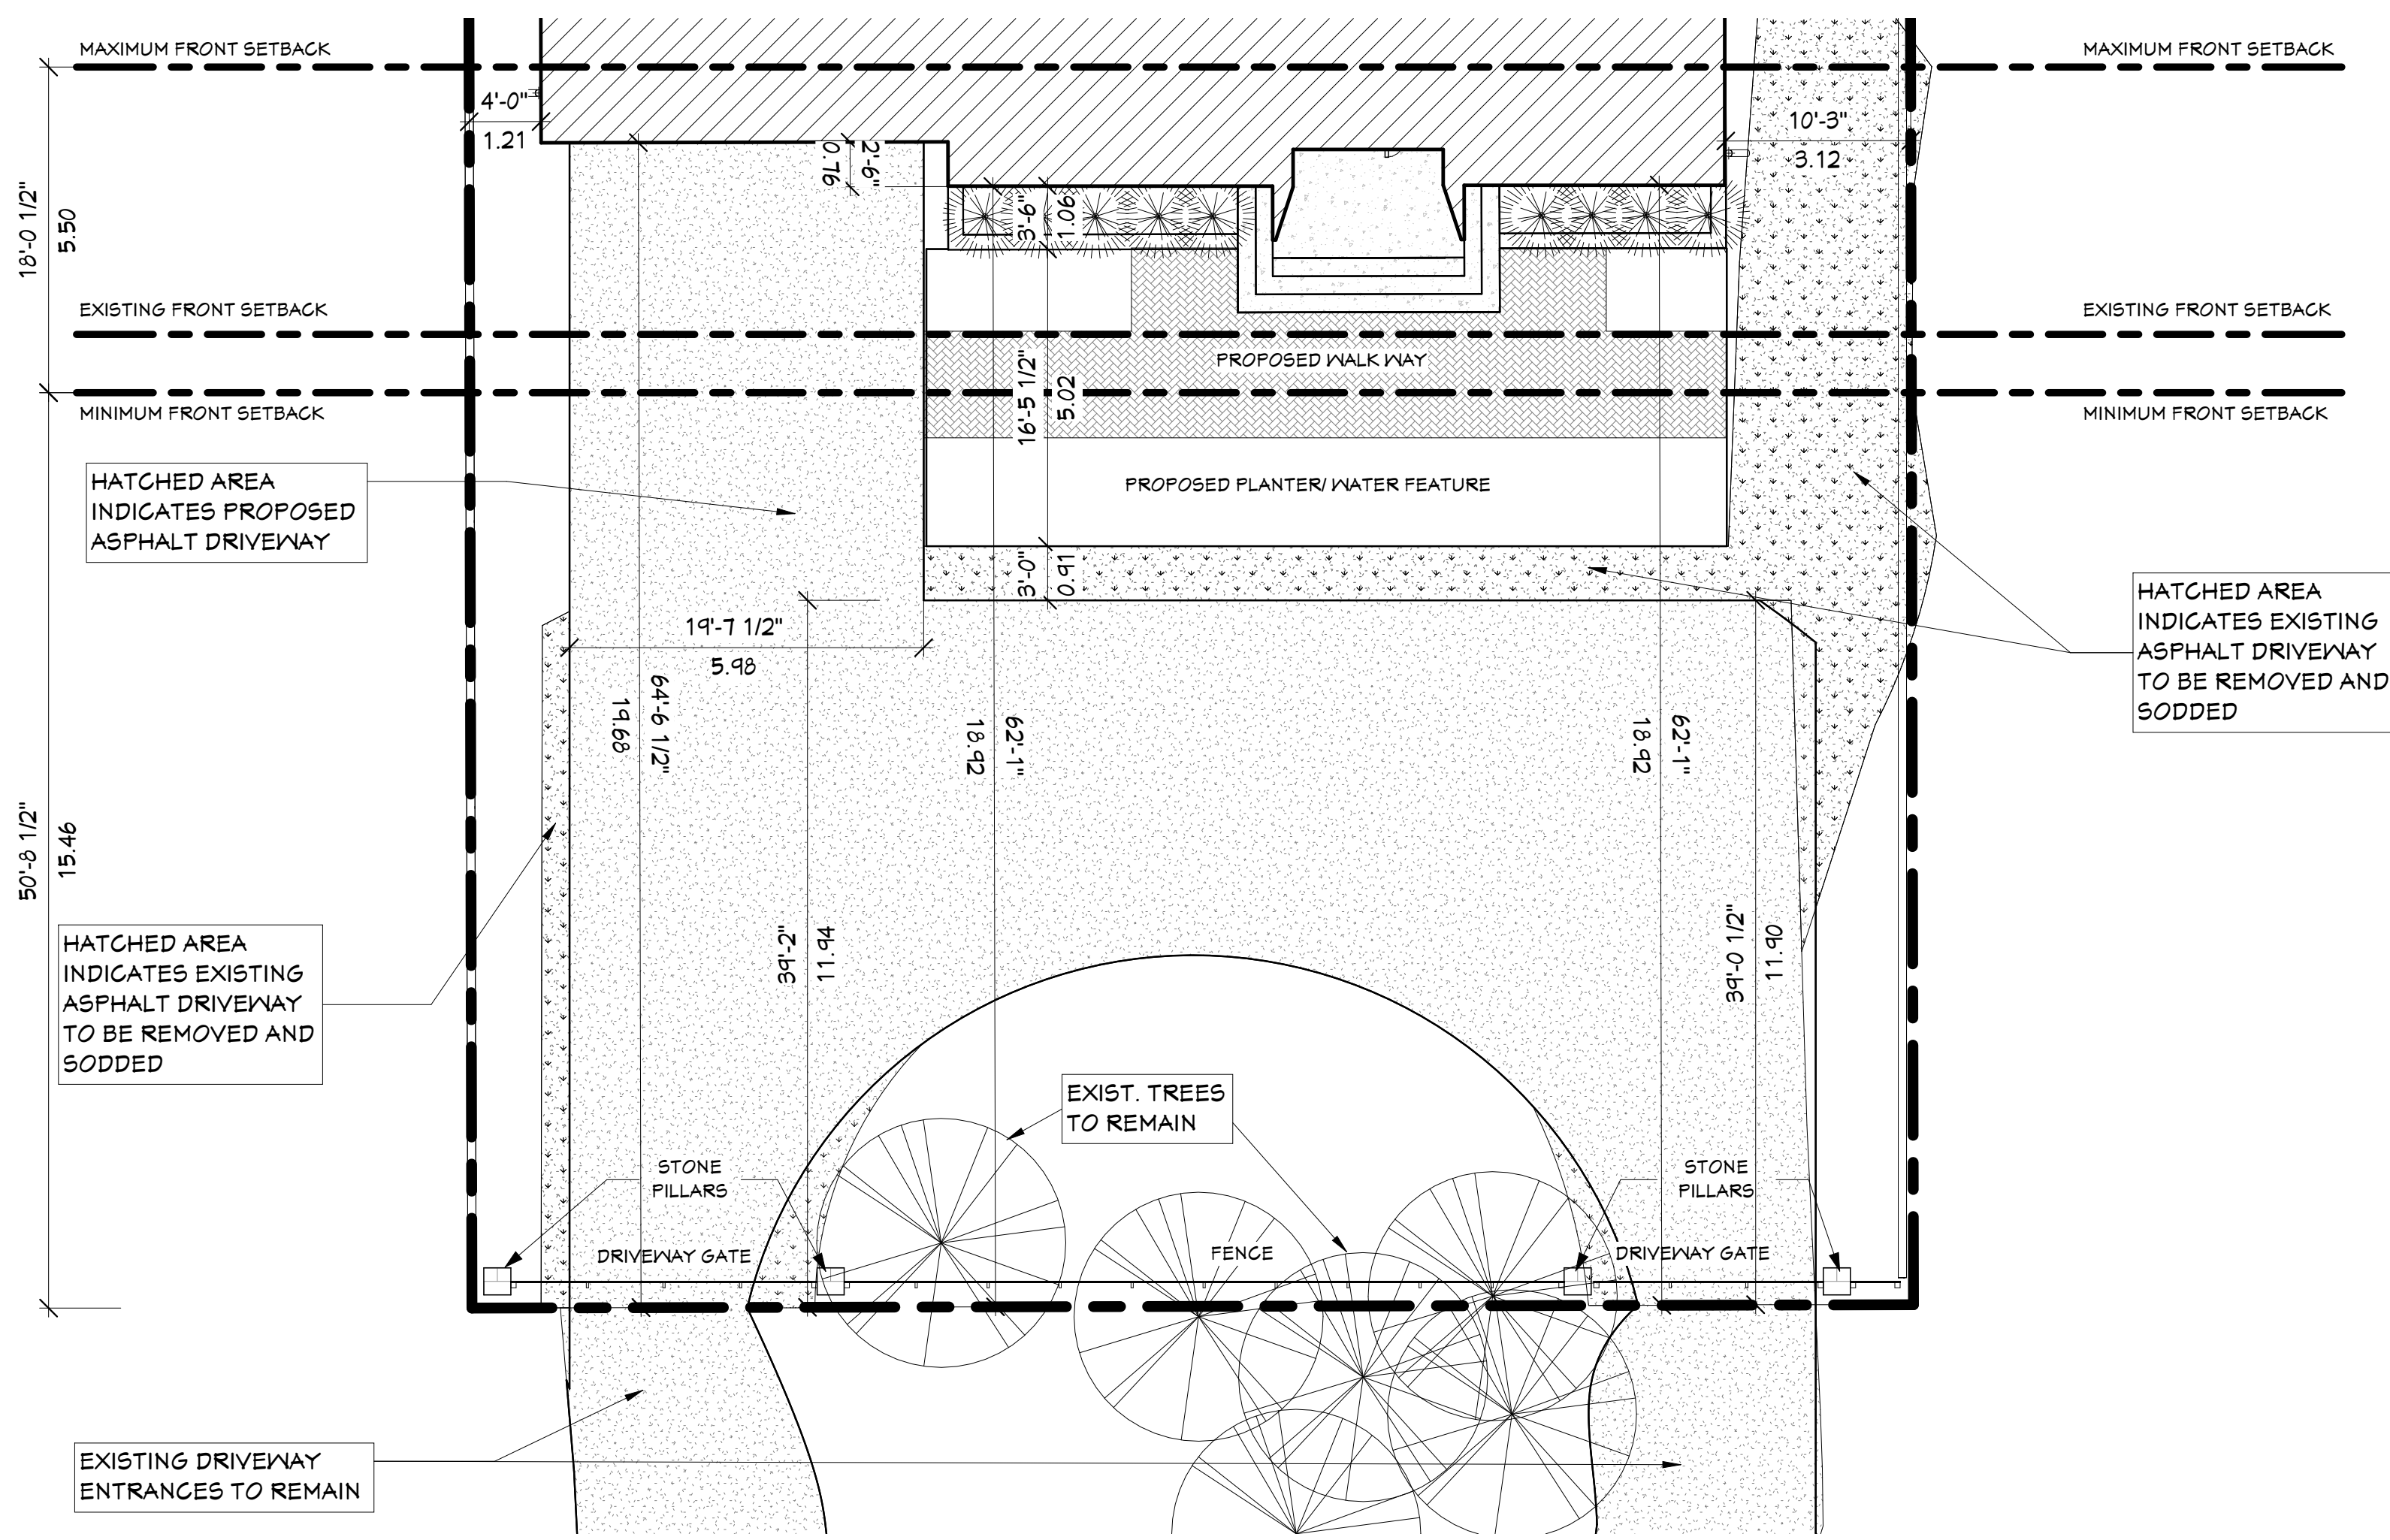 MAXIMUM FRONT SETBACK
MAXIMUM FRONT SETBACK
4'-0"
1.21
10'-3"
3.12
2'-6"
0.76
3'-6"
1.06
18'-0 1/2"
5.50
EXISTING FRONT SETBACK
EXISTING FRONT SETBACK
PROPOSED WALK WAY
16'-5 1/2"
5.02
MINIMUM FRONT SETBACK
MINIMUM FRONT SETBACK
HATCHED AREA
INDICATES PROPOSED
ASPHALT DRIVEWAY
PROPOSED PLANTER/ WATER FEATURE
3'-0"
0.91
HATCHED AREA
INDICATES EXISTING
ASPHALT DRIVEWAY
TO BE REMOVED AND
SODDED
19'-7 1/2"
5.98
64'-6 1/2"
19.68
62'-1"
18.92
62'-1"
18.92
50'-8 1/2"
15.46
39'-2"
11.94
39'-0 1/2"
11.90
HATCHED AREA
INDICATES EXISTING
ASPHALT DRIVEWAY
TO BE REMOVED AND
SODDED
EXIST. TREES
TO REMAIN
STONE
PILLARS
STONE
PILLARS
DRIVEWAY GATE
FENCE
DRIVEWAY GATE
EXISTING DRIVEWAY
ENTRANCES TO REMAIN